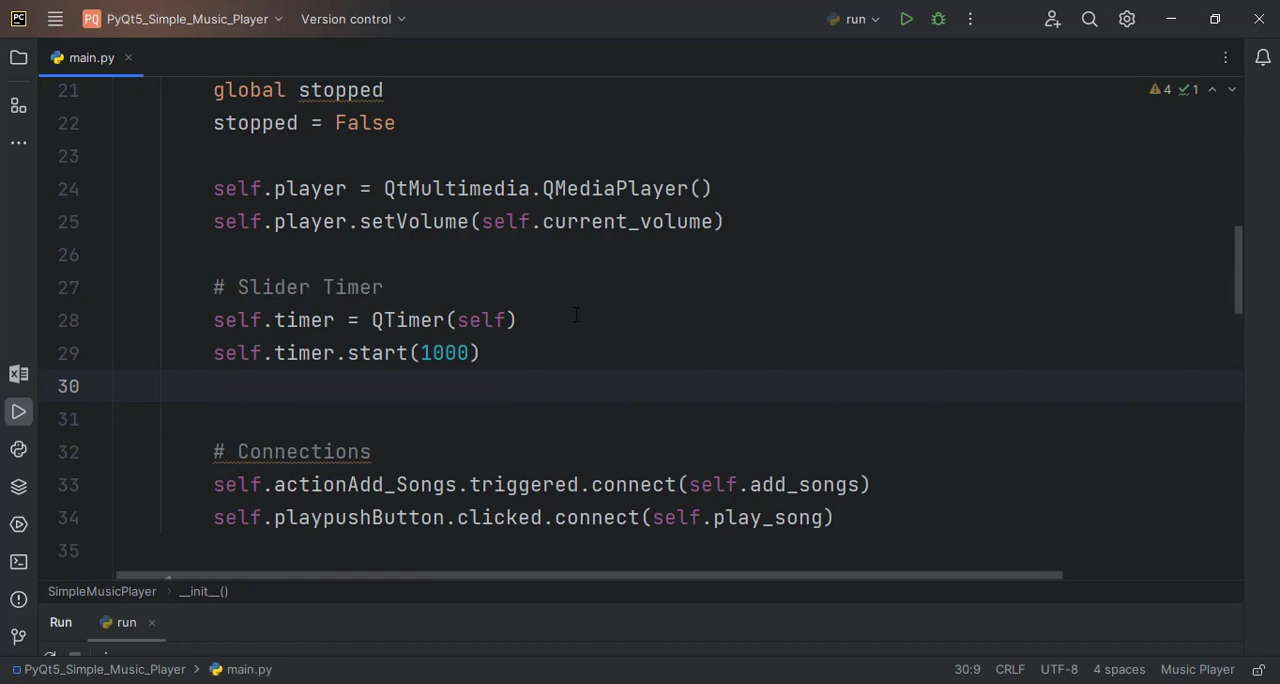 PC PQ PyQt5_Simple_Music_Player Version control run
main.py
21 global stopped 4 1
22 stopped = False
23
24 self.player = QtMultimedia.QMediaPlayer()
25 self.player.setVolume(self.current_volume)
26
27 # Slider Timer
28 self.timer = QTimer(self)
29 self.timer.start(1000)
30
31
32 # Connections
33 self.actionAdd_Songs.triggered.connect(self.add_songs)
34 self.playpushButton.clicked.connect(self.play_song)
35
SimpleMusicPlayer › __init__()
Run run
PyQt5_Simple_Music_Player › main.py 30:9 CRLF UTF-8 4 spaces Music Player